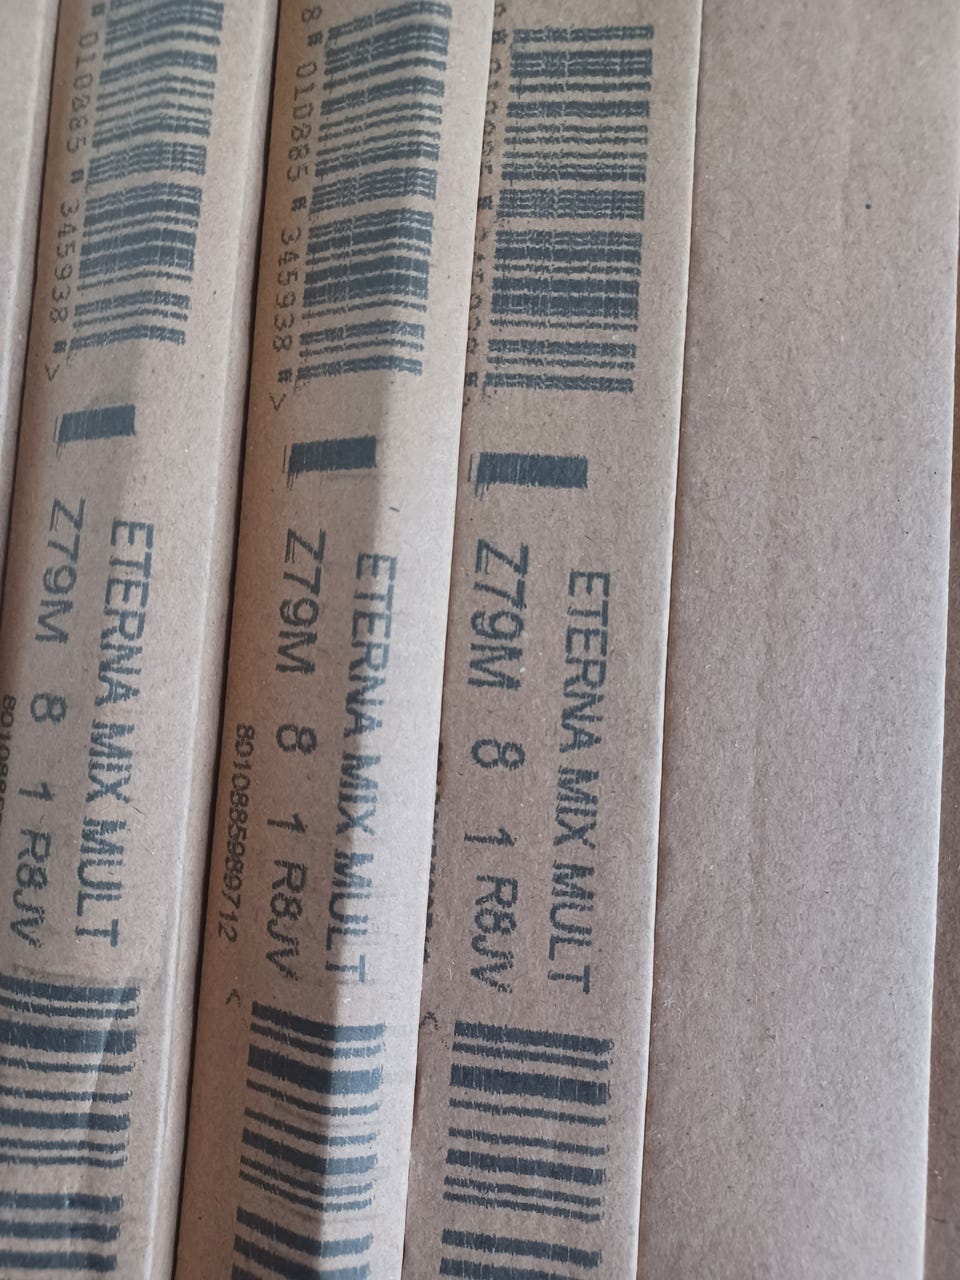 # 010885 # 345938 # >
ETERNA MIX MULT
Z79M 8 1 R8JV
8 # 010885 # 345938 # >
ETERNA MIX MULT
Z79M 8 1 R8JV
8010885989712 >
ETERNA MIX MULT
Z79M 8 1 R8JV